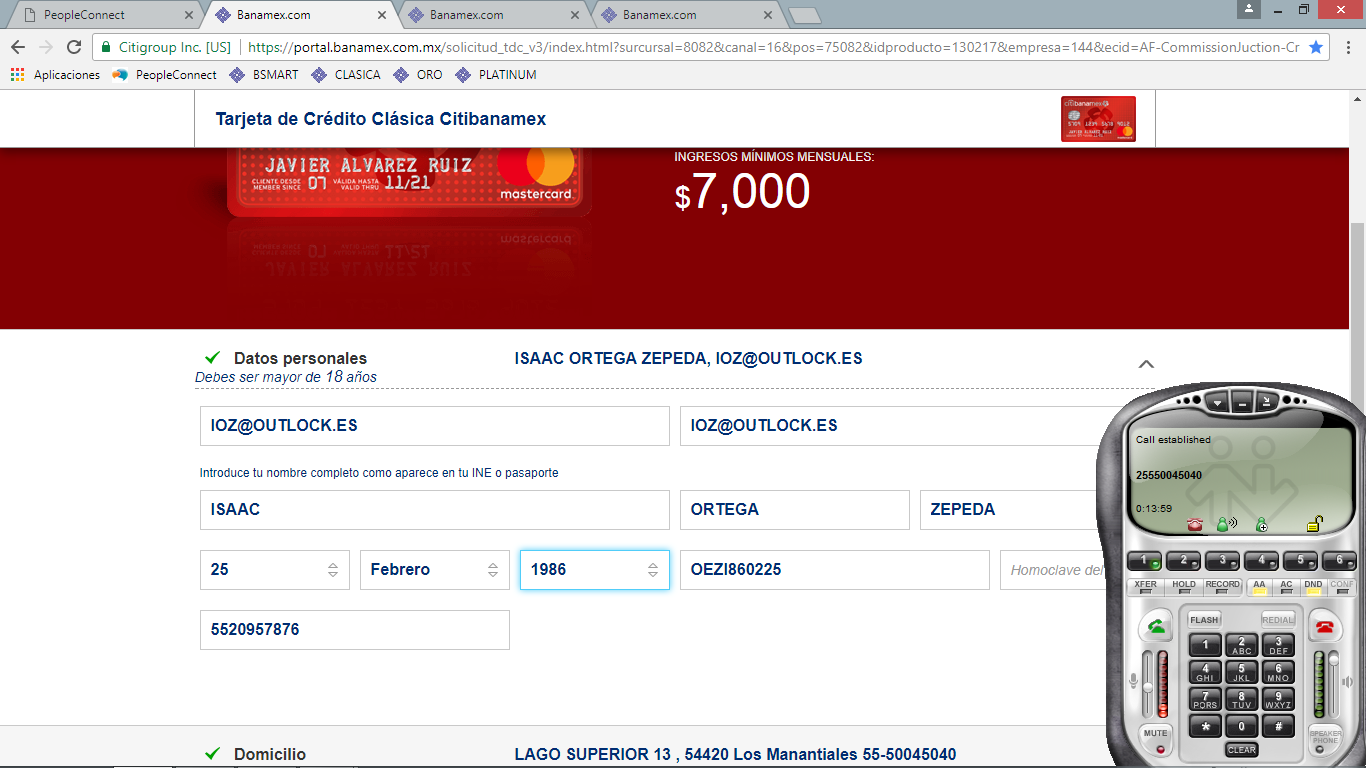 PeopleConnect
Banamex.com
Banamex.com
Banamex.com
Citigroup Inc. [US] https://portal.banamex.com.mx/solicitud_tdc_v3/index.html?surcursal=8082&canal=16&pos=75082&idproducto=130217&empresa=144&ecid=AF-CommissionJuction-Cr
Aplicaciones PeopleConnect BSMART CLASICA ORO PLATINUM
Tarjeta de Crédito Clásica Citibanamex
citibanamex
JAVIER ALVAREZ RUIZ
CLIENTE DESDE MEMBER SINCE 07 VÁLIDA HASTA VALID THRU 11/21
mastercard
INGRESOS MÍNIMOS MENSUALES:
$7,000
Datos personales ISAAC ORTEGA ZEPEDA, IOZ@OUTLOCK.ES
Debes ser mayor de 18 años
IOZ@OUTLOCK.ES IOZ@OUTLOCK.ES
Introduce tu nombre completo como aparece en tu INE o pasaporte
ISAAC ORTEGA ZEPEDA
25 Febrero 1986 OEZI860225 Homoclave del
5520957876
Domicilio LAGO SUPERIOR 13 , 54420 Los Manantiales 55-50045040
Call established
25550045040
0:13:59
1 2 3 4 5 6
XFER HOLD RECORD AA AC DND CONF
FLASH REDIAL
1 2 ABC 3 DEF
4 GHI 5 JKL 6 MNO
7 PQRS 8 TUV 9 WXYZ
* 0 #
MUTE CLEAR SPEAKER PHONE